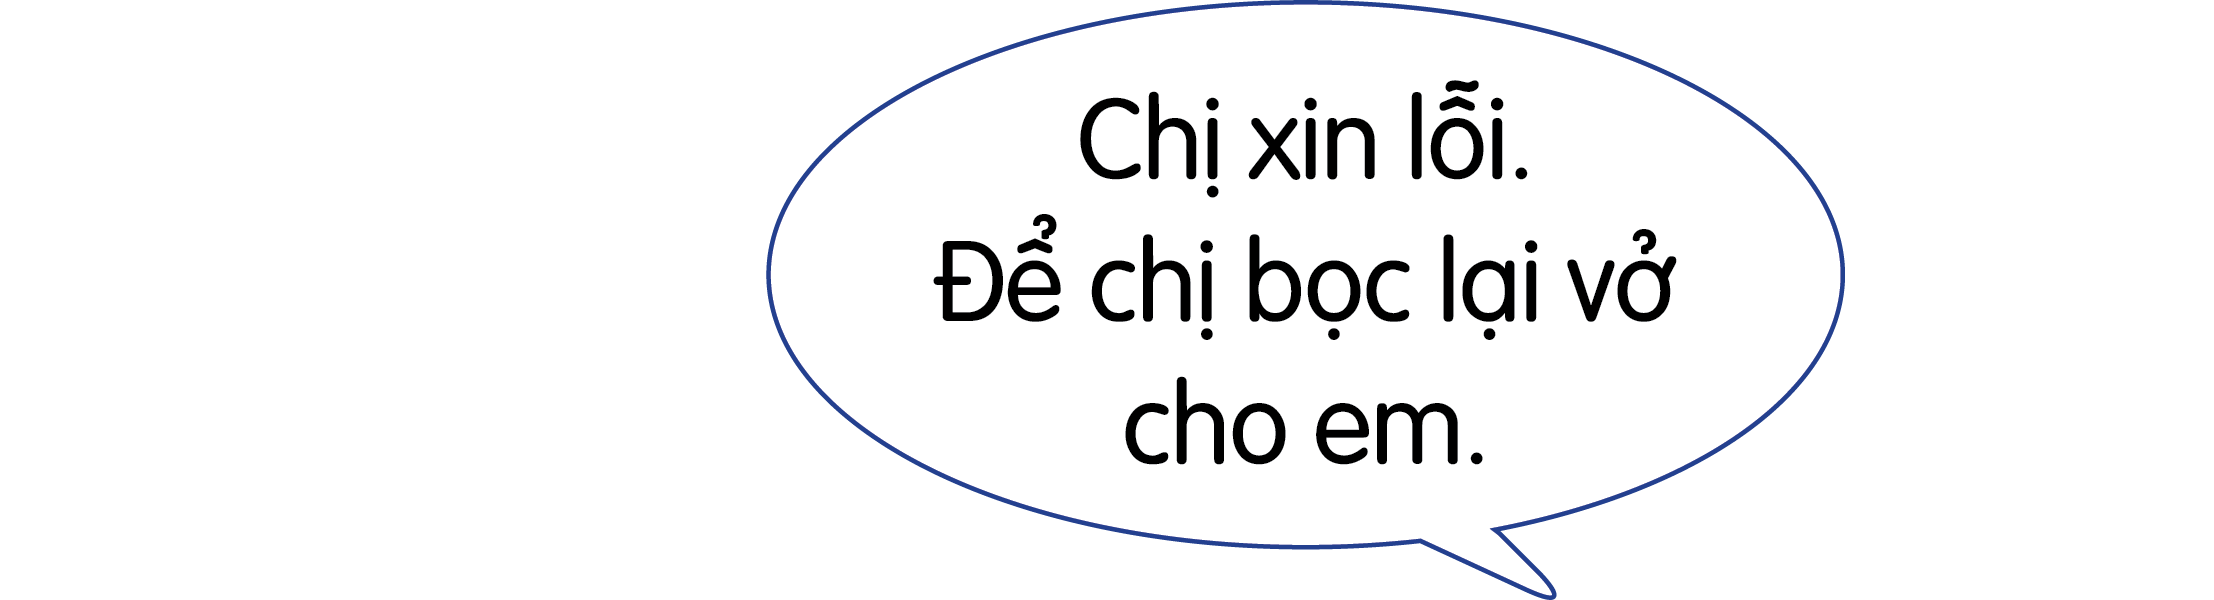 Chị xin lỗi.
Để chị bọc lại vở
cho em.